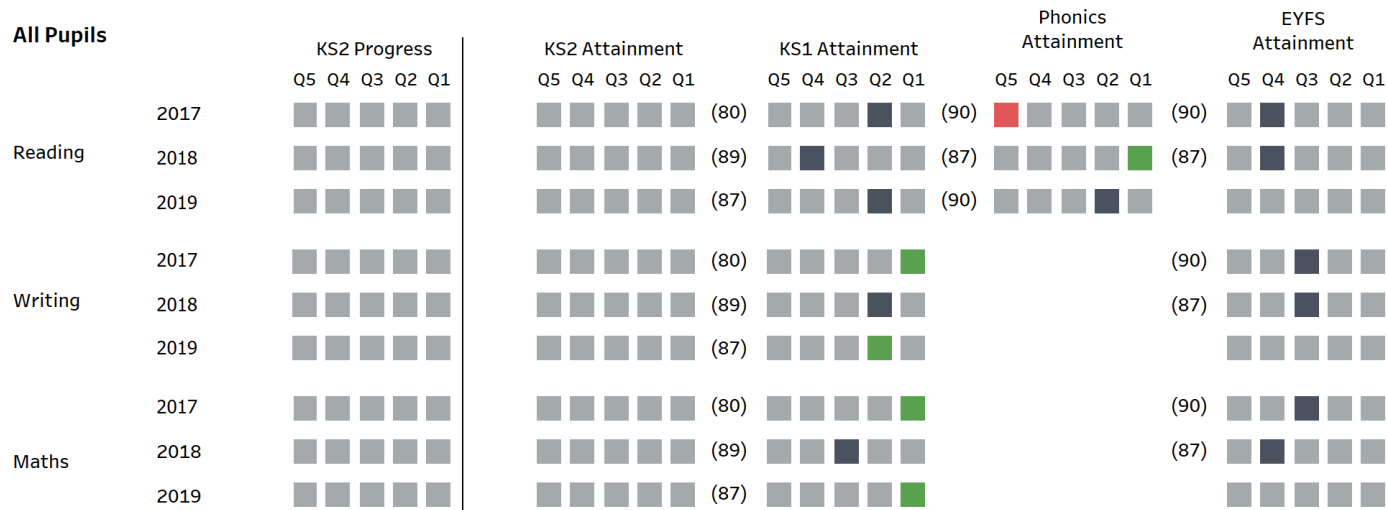 All Pupils
KS2 Progress
KS2 Attainment
KS1 Attainment
Phonics
Attainment
EYFS
Attainment
Q5 Q4 Q3 Q2 Q1 Q5 Q4 Q3 Q2 Q1 Q5 Q4 Q3 Q2 Q1 Q5 Q4 Q3 Q2 Q1 Q5 Q4 Q3 Q2 Q1
Reading
2017 (80) (90) (90)
2018 (89) (87) (87)
2019 (87) (90)
Writing
2017 (80) (90)
2018 (89) (87)
2019 (87)
Maths
2017 (80) (90)
2018 (89) (87)
2019 (87)